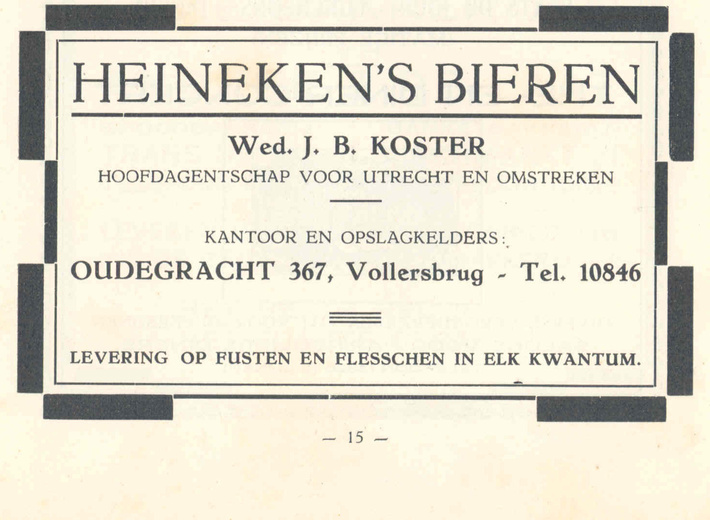 HEINEKEN'S BIEREN
Wed. J. B. KOSTER
HOOFDAGENTSCHAP VOOR UTRECHT EN OMSTREKEN
KANTOOR EN OPSLAGKELDERS:
OUDEGRACHT 367, Vollersbrug - Tel. 10846
LEVERING OP FUSTEN EN FLESSCHEN IN ELK KWANTUM.
— 15 —